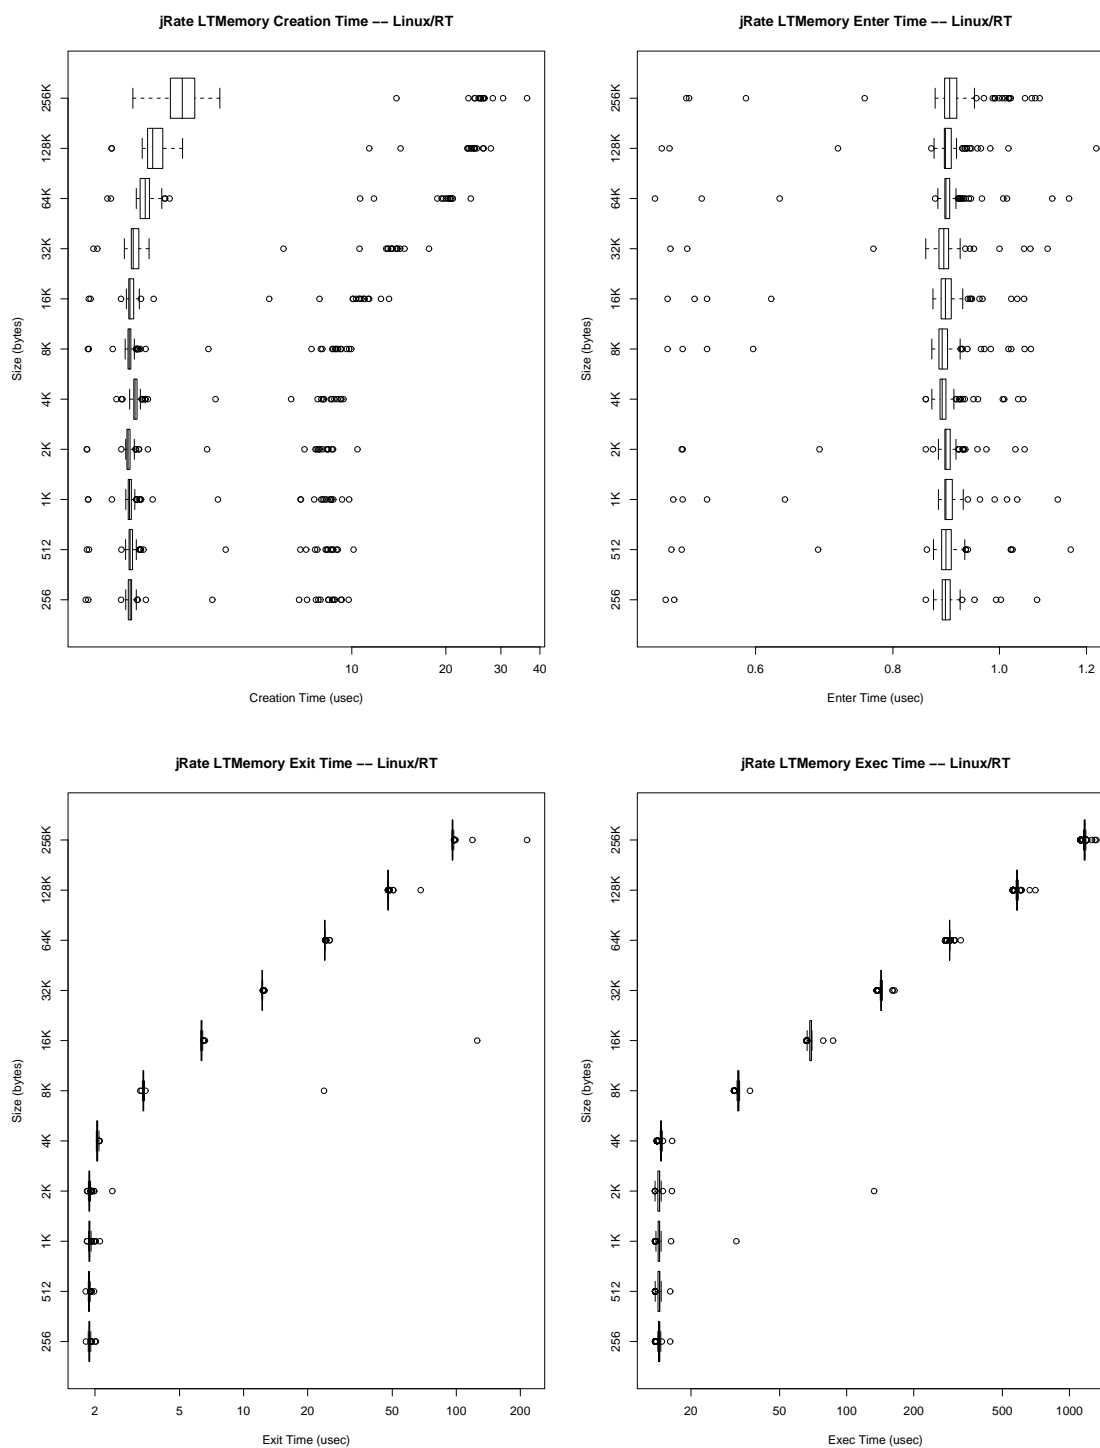 jRate LTMemory Creation Time −− Linux/RT
Size (bytes)
256K
128K
64K
32K
16K
8K
4K
2K
1K
512
256
10 20 30 40
Creation Time (usec)
jRate LTMemory Enter Time −− Linux/RT
Size (bytes)
256K
128K
64K
32K
16K
8K
4K
2K
1K
512
256
0.6 0.8 1.0 1.2
Enter Time (usec)
jRate LTMemory Exit Time −− Linux/RT
Size (bytes)
256K
128K
64K
32K
16K
8K
4K
2K
1K
512
256
2 5 10 20 50 100 200
Exit Time (usec)
jRate LTMemory Exec Time −− Linux/RT
Size (bytes)
256K
128K
64K
32K
16K
8K
4K
2K
1K
512
256
20 50 100 200 500 1000
Exec Time (usec)